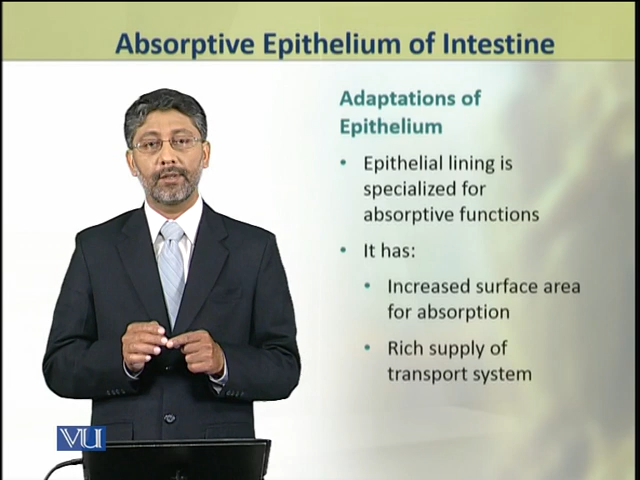 Absorptive Epithelium of Intestine
Adaptations of
Epithelium
• Epithelial lining is
specialized for
absorptive functions
• It has:
• Increased surface area
for absorption
• Rich supply of
transport system
VU